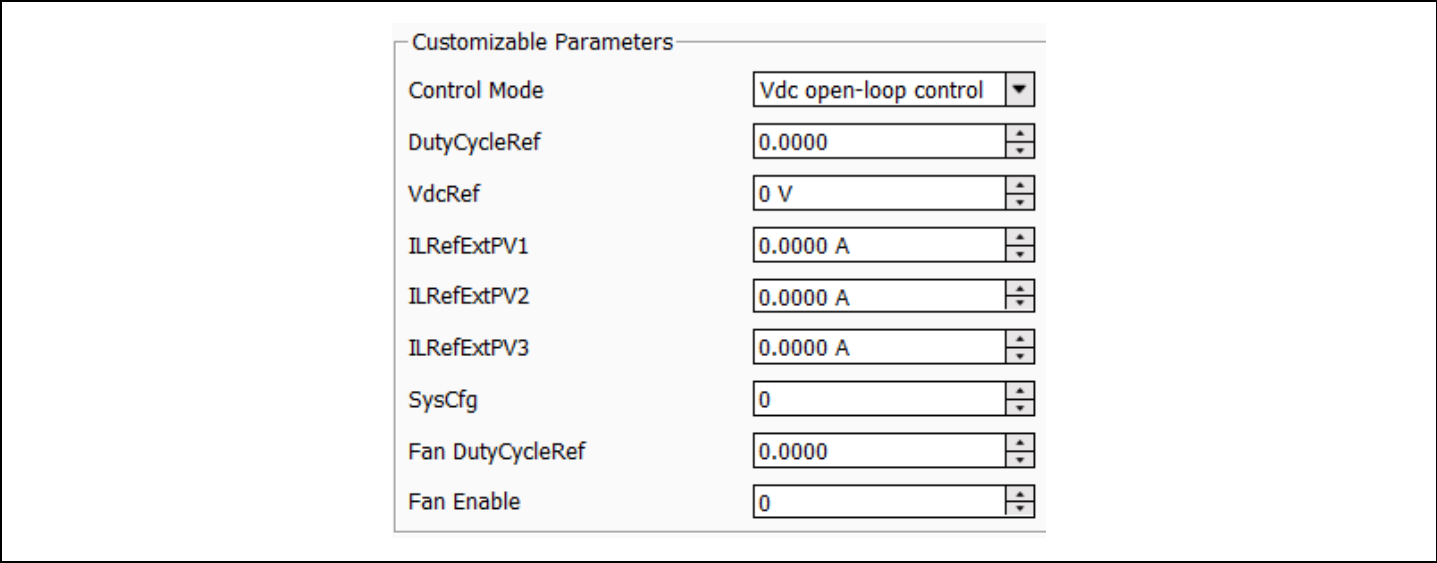 Customizable Parameters
Control Mode Vdc open-loop control
DutyCycleRef 0.0000
VdcRef 0 V
ILRefExtPV1 0.0000 A
ILRefExtPV2 0.0000 A
ILRefExtPV3 0.0000 A
SysCfg 0
Fan DutyCycleRef 0.0000
Fan Enable 0